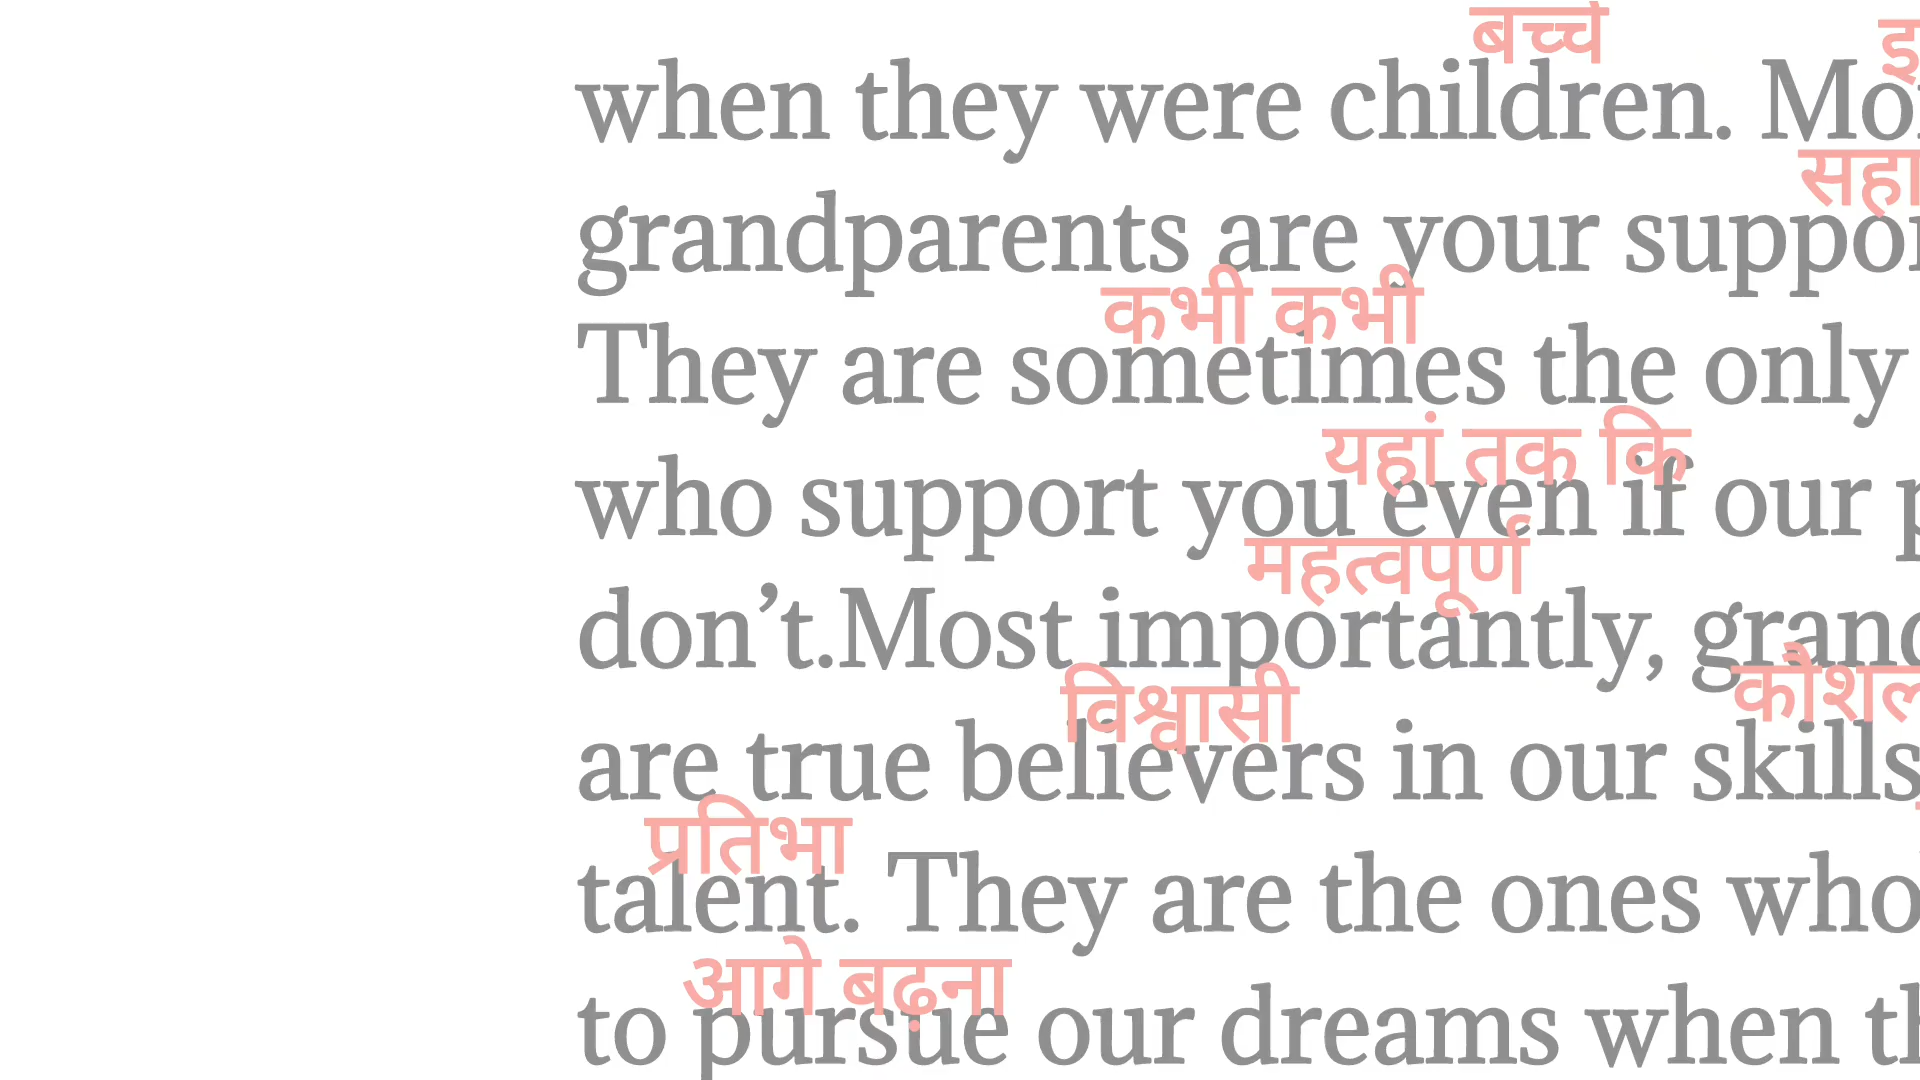 बच्चे
when they were children.
grandparents are your
कभी कभी
They are sometimes the only
यहां तक कि
who support you even if our
महत्वपूर्ण
don’t.Most importantly,
विश्वासी
are true believers in our skills
प्रतिभा
talent. They are the ones who
आगे बढ़ना
to pursue our dreams when